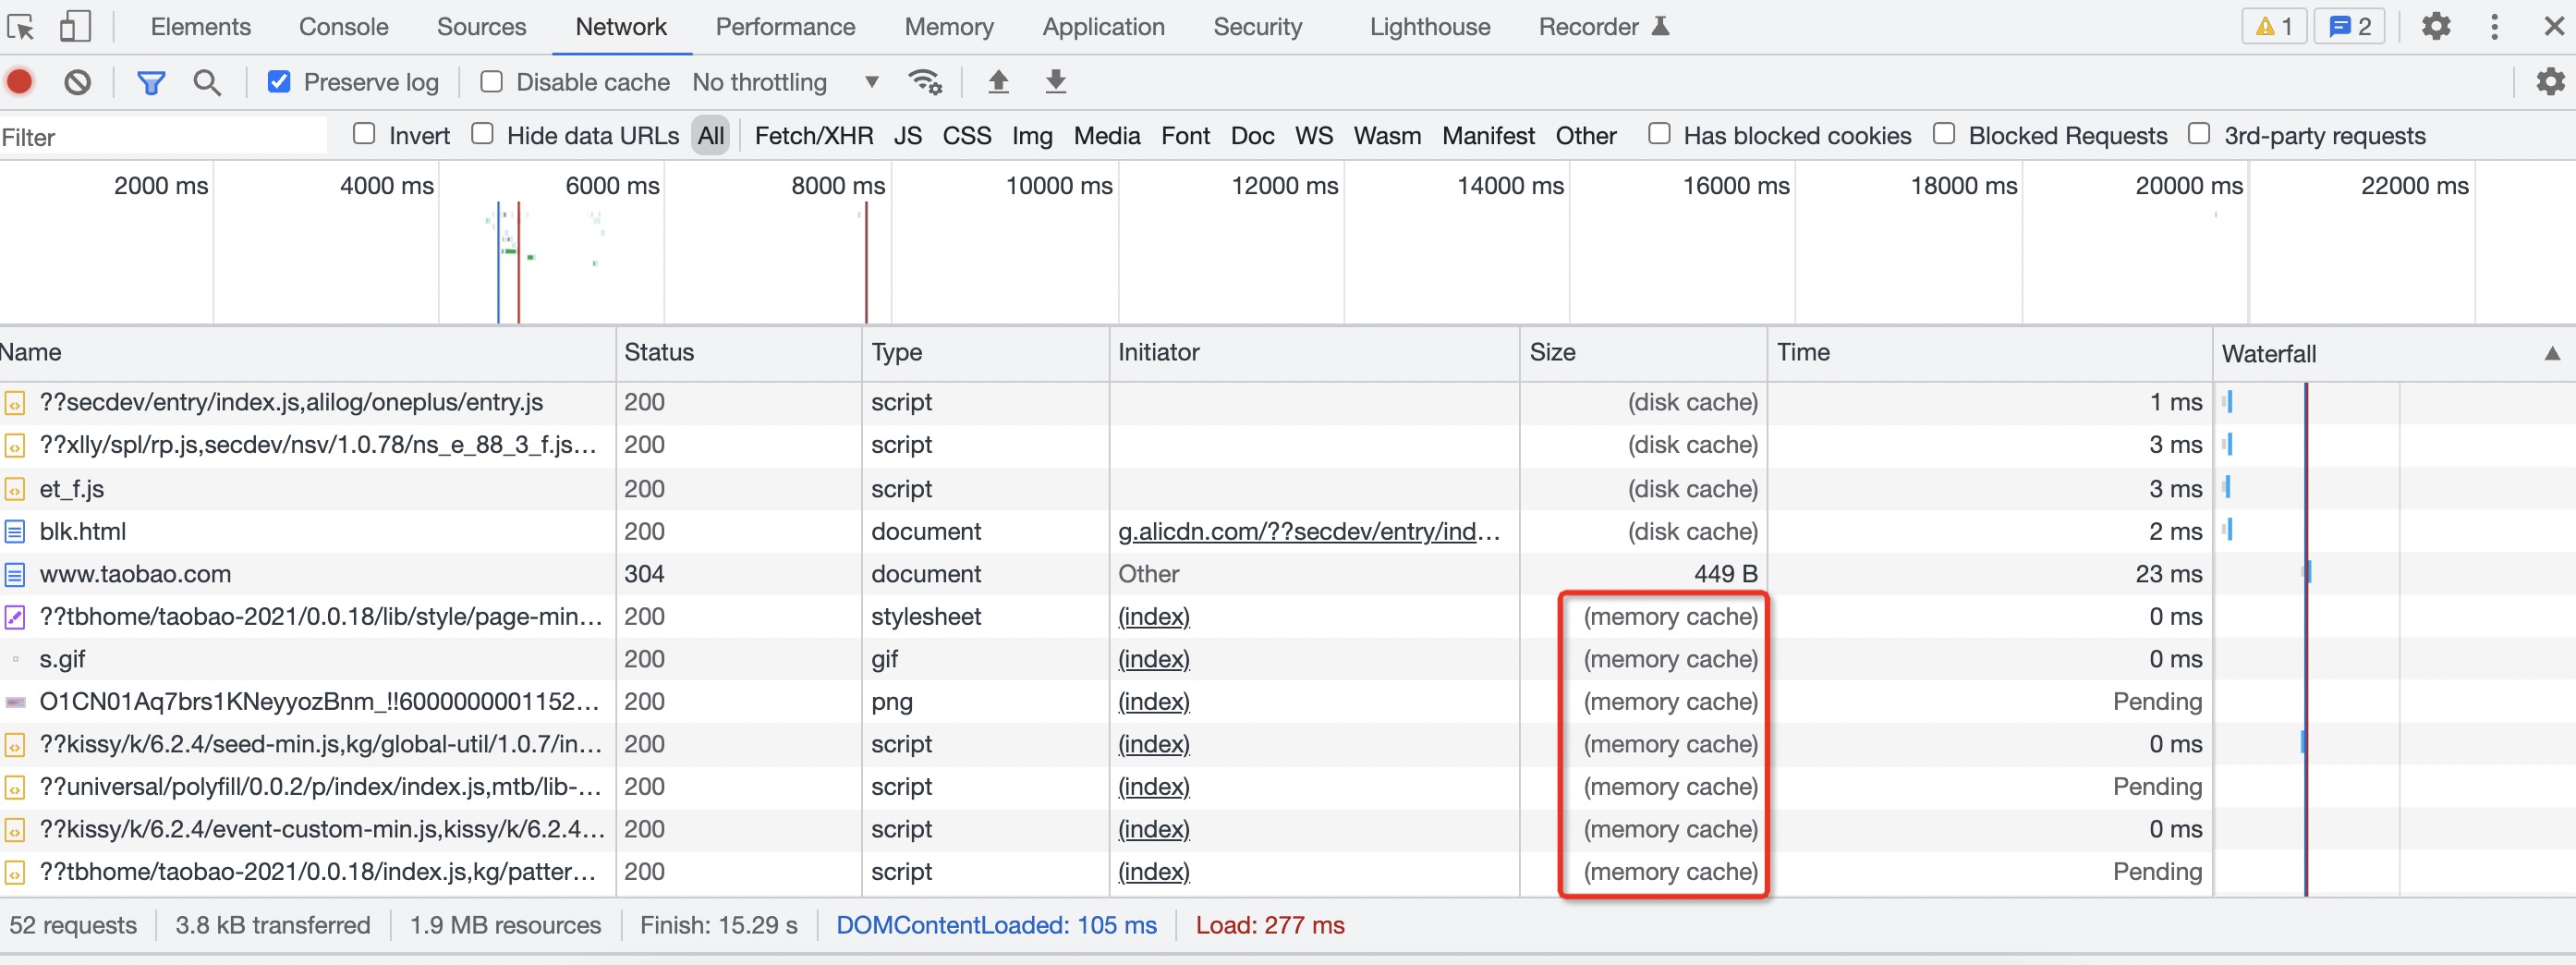 Elements Console Sources Network Performance Memory Application Security Lighthouse Recorder 1 2
Preserve log Disable cache No throttling
Filter Invert Hide data URLs All Fetch/XHR JS CSS Img Media Font Doc WS Wasm Manifest Other Has blocked cookies Blocked Requests 3rd-party requests
2000 ms 4000 ms 6000 ms 8000 ms 10000 ms 12000 ms 14000 ms 16000 ms 18000 ms 20000 ms 22000 ms
Name Status Type Initiator Size Time Waterfall
??secdev/entry/index.js,alilog/oneplus/entry.js 200 script (disk cache) 1 ms
??xlly/spl/rp.js,secdev/nsv/1.0.78/ns_e_88_3_f.js... 200 script (disk cache) 3 ms
et_f.js 200 script (disk cache) 3 ms
blk.html 200 document g.alicdn.com/??secdev/entry/ind... (disk cache) 2 ms
www.taobao.com 304 document Other 449 B 23 ms
??tbhome/taobao-2021/0.0.18/lib/style/page-min... 200 stylesheet (index) (memory cache) 0 ms
s.gif 200 gif (index) (memory cache) 0 ms
O1CN01Aq7brs1KNeyyozBnm_!!6000000001152... 200 png (index) (memory cache) Pending
??kissy/k/6.2.4/seed-min.js,kg/global-util/1.0.7/in... 200 script (index) (memory cache) 0 ms
??universal/polyfill/0.0.2/p/index/index.js,mtb/lib-... 200 script (index) (memory cache) Pending
??kissy/k/6.2.4/event-custom-min.js,kissy/k/6.2.4... 200 script (index) (memory cache) 0 ms
??tbhome/taobao-2021/0.0.18/index.js,kg/patter... 200 script (index) (memory cache) Pending
52 requests 3.8 kB transferred 1.9 MB resources Finish: 15.29 s DOMContentLoaded: 105 ms Load: 277 ms